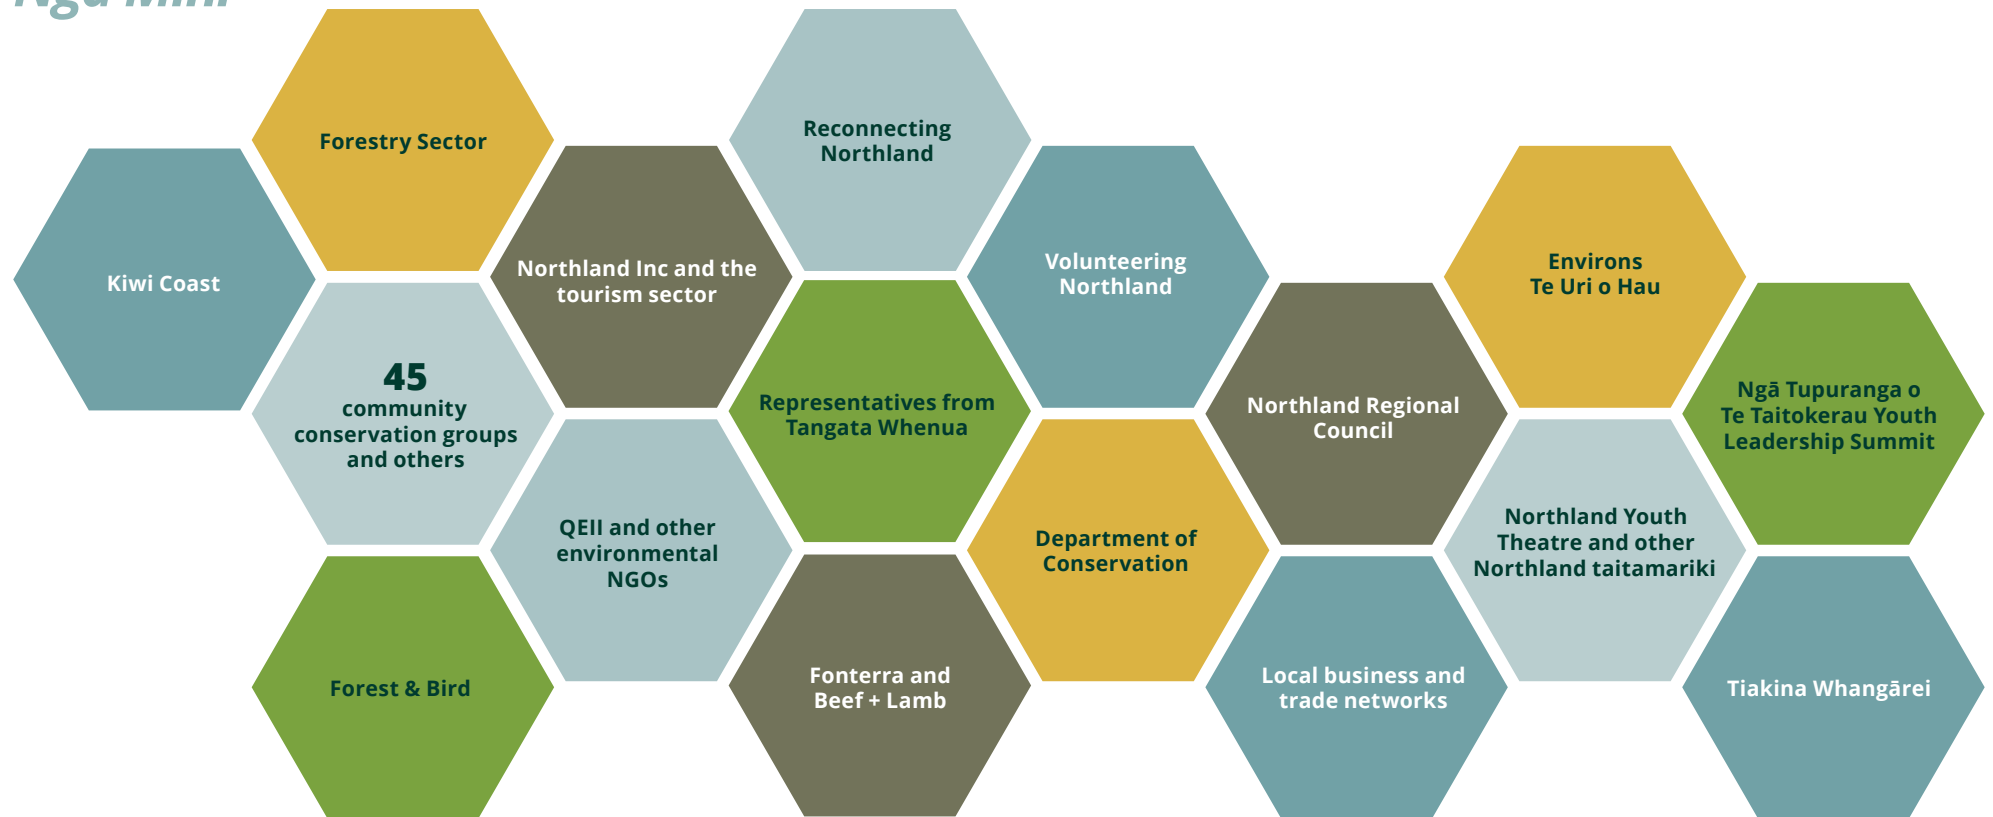 Forestry Sector
Reconnecting
Northland
Kiwi Coast
Northland Inc and the
tourism sector
Volunteering
Northland
Environs
Te Uri o Hau
45
community
conservation groups
and others
Representatives from
Tangata Whenua
Northland Regional
Council
Ngā Tupuranga o
Te Taitokerau Youth
Leadership Summit
QEII and other
environmental
NGOs
Department of
Conservation
Northland Youth
Theatre and other
Northland taitamariki
Forest & Bird
Fonterra and
Beef + Lamb
Local business and
trade networks
Tiakina Whangārei